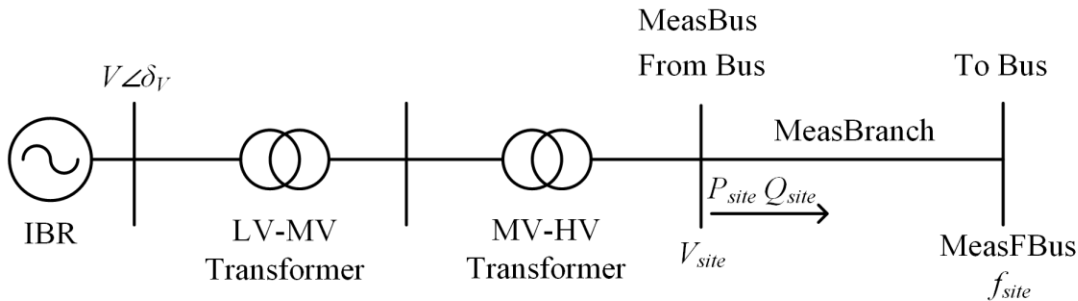 MeasBus
From Bus
To Bus
V∠δV
MeasBranch
Psite Qsite
IBR
LV-MV
Transformer
MV-HV
Transformer
Vsite
MeasFBus
fsite